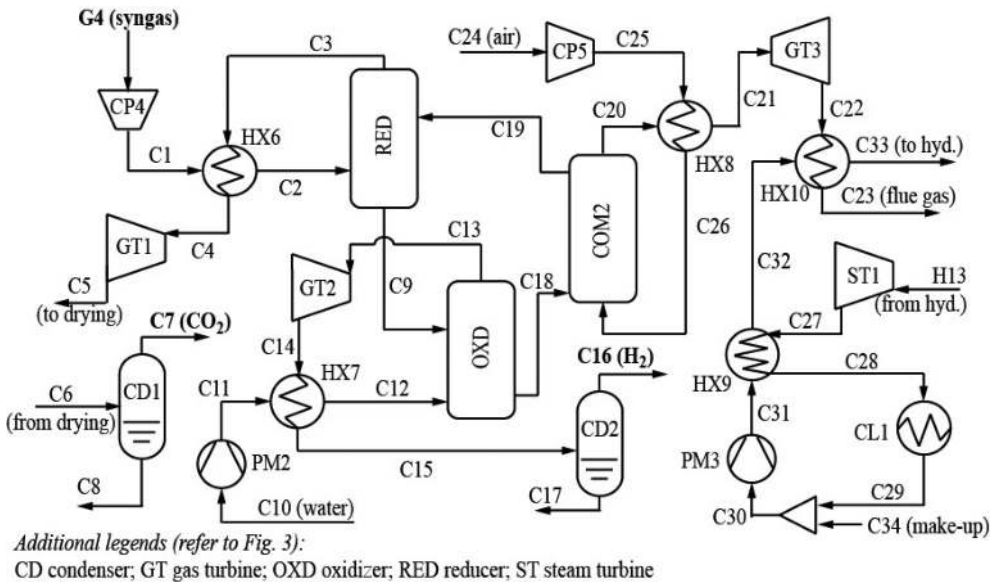 G4 (syngas)
C3
C24 (air)
C25
CP5
GT3
CP4
HX6
RED
C20
C21
C22
C19
HX8
C33 (to hyd.)
C1
C2
HX10
C23 (flue gas)
COM2
C26
GT1
C4
C13
C32
ST1
H13
(from hyd.)
C5
(to drying)
GT2
C9
C18
C7 (CO₂)
OXD
C16 (H₂)
C27
C14
HX7
HX9
C28
C6
(from drying)
CD1
C11
C12
CD2
C31
CL1
PM2
C15
PM3
C8
C10 (water)
C17
C30
C29
C34 (make-up)
Additional legends (refer to Fig. 3):
CD condenser; GT gas turbine; OXD oxidizer; RED reducer; ST steam turbine